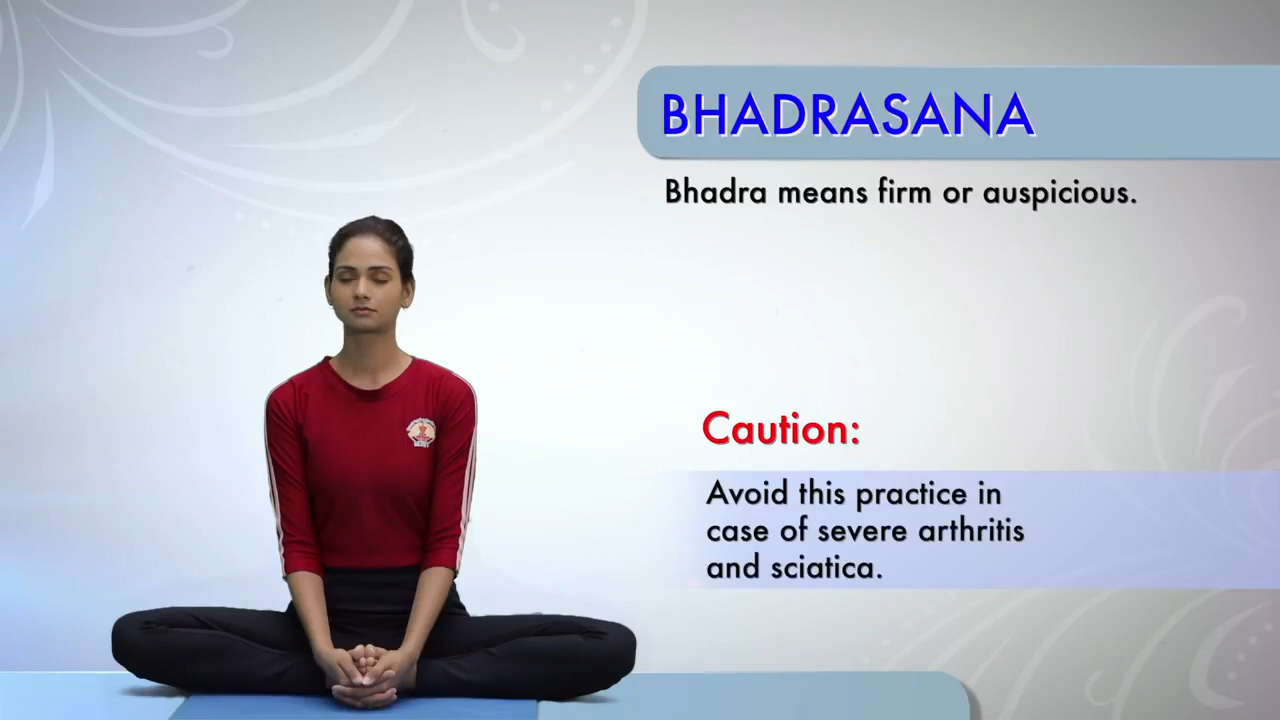 BHADRASANA
Bhadra means firm or auspicious.
Caution:
Avoid this practice in
case of severe arthritis
and sciatica.